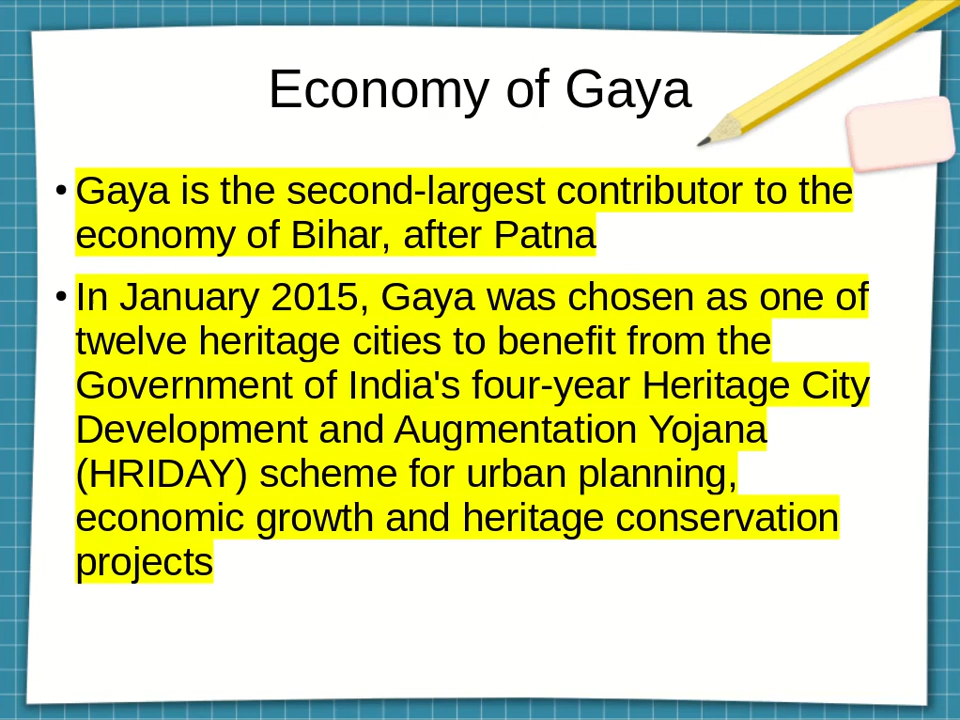 Economy of Gaya
• Gaya is the second-largest contributor to the
economy of Bihar, after Patna
• In January 2015, Gaya was chosen as one of
twelve heritage cities to benefit from the
Government of India's four-year Heritage City
Development and Augmentation Yojana
(HRIDAY) scheme for urban planning,
economic growth and heritage conservation
projects